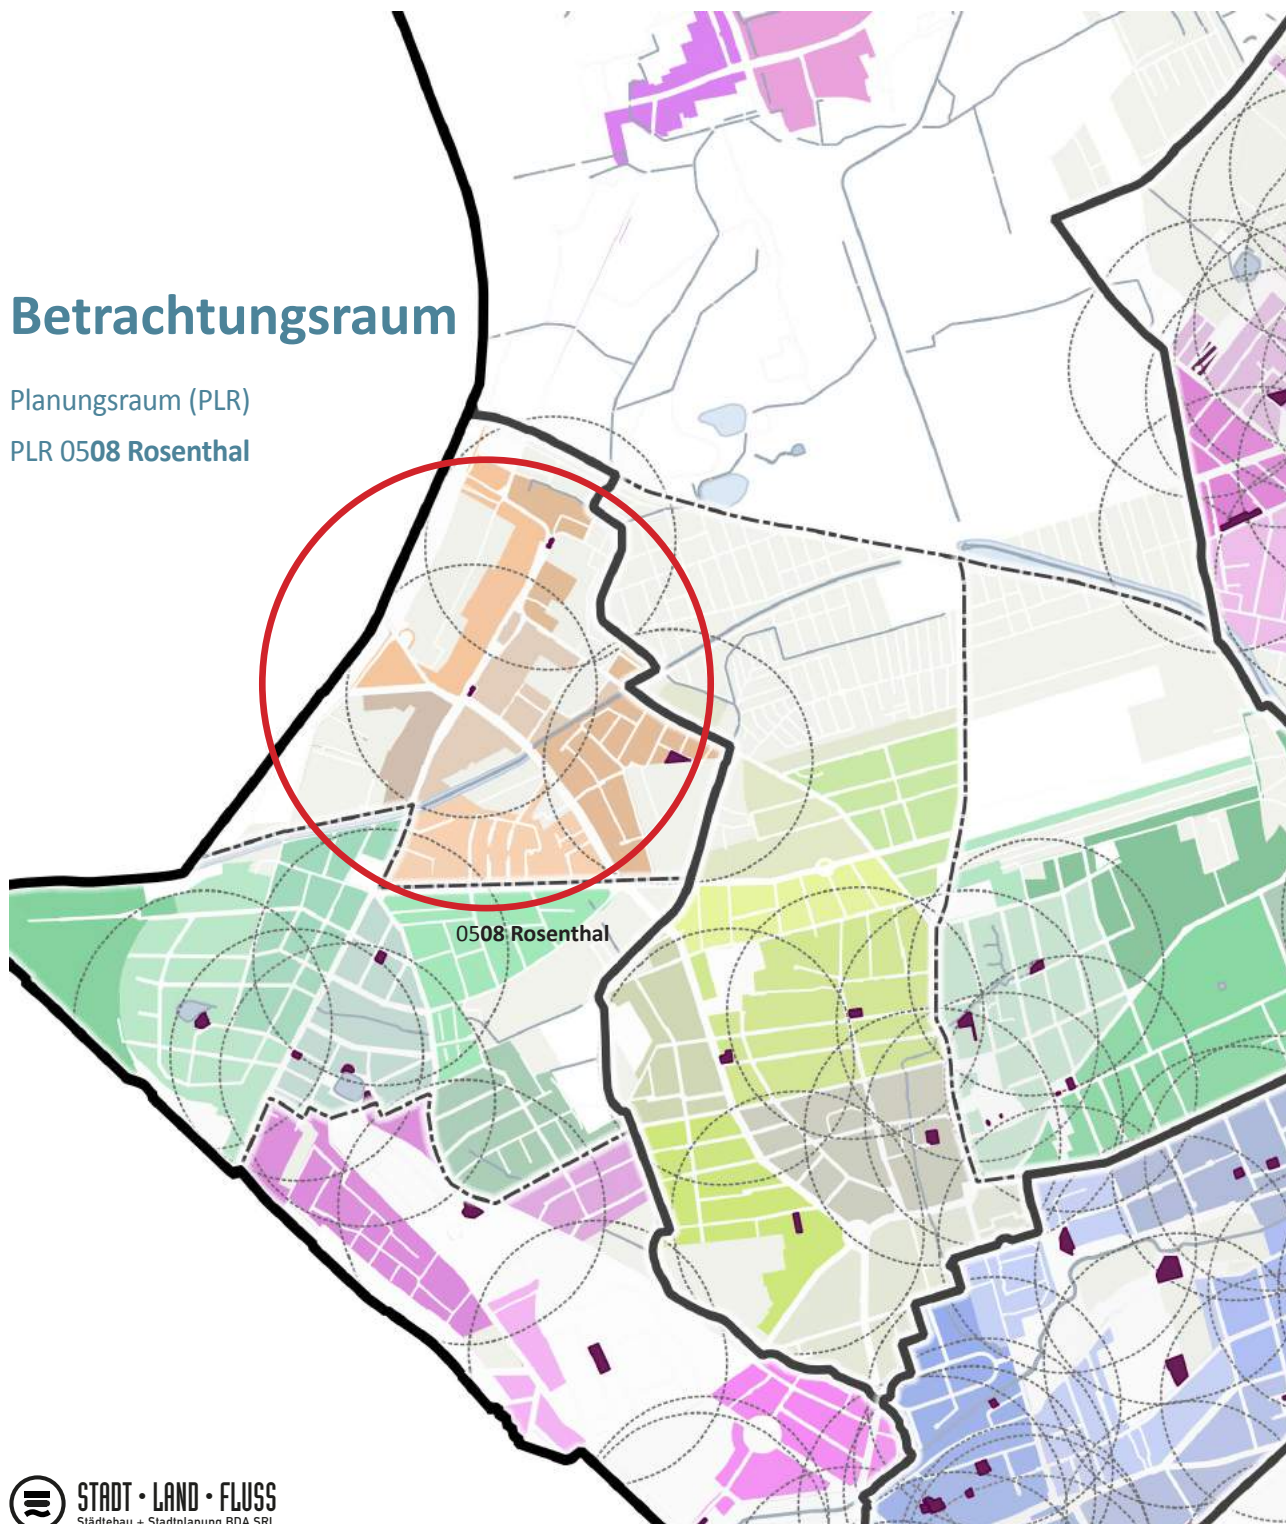 Betrachtungsraum
Planungsraum (PLR)
PLR 0508 Rosenthal
0508 Rosenthal
STADT · LAND · FLUSS
Städtebau + Stadtplanung BDA SRL